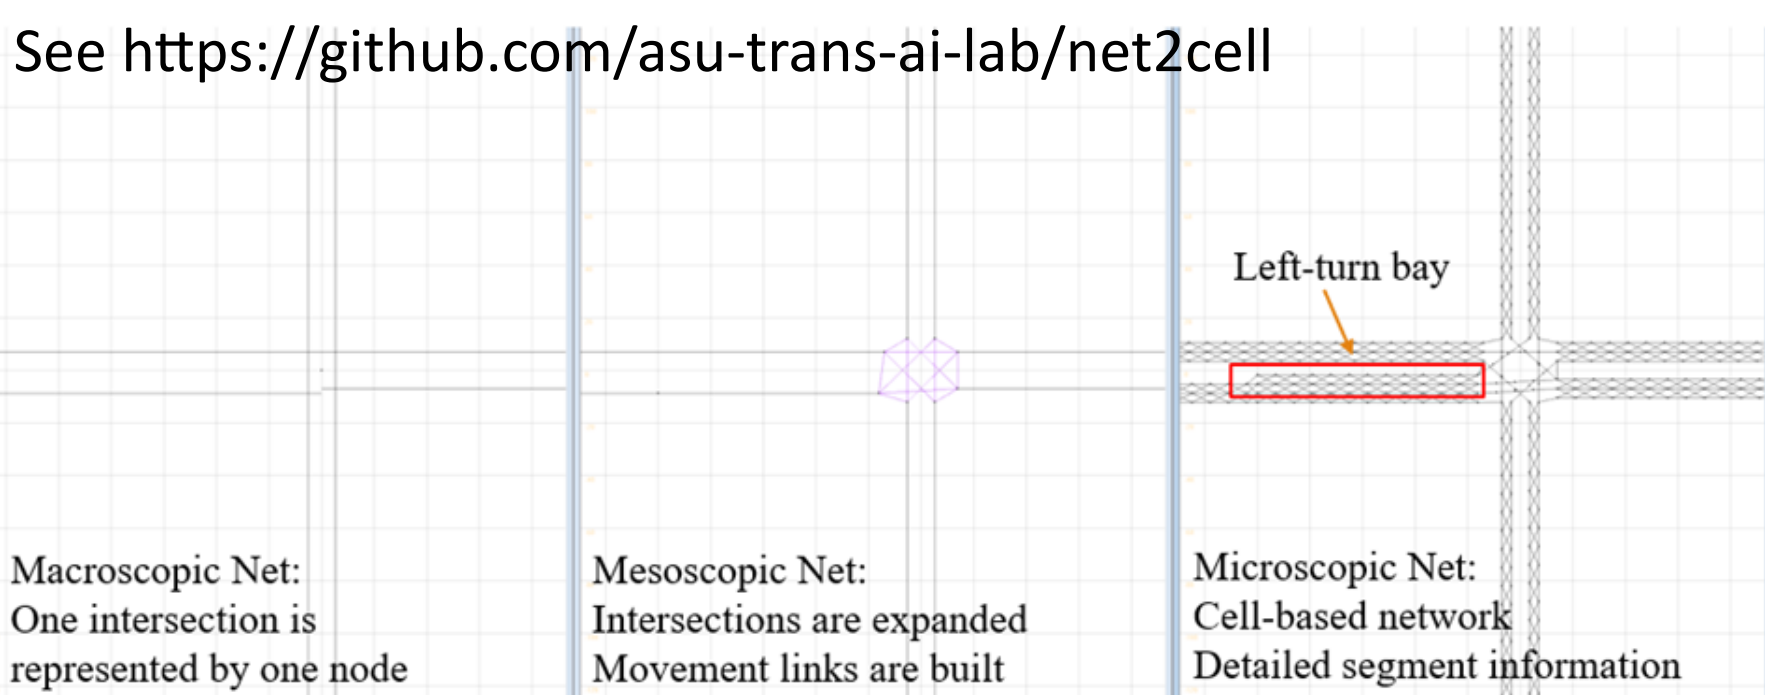 See https://github.com/asu-trans-ai-lab/net2cell
Left-turn bay
Macroscopic Net:
One intersection is
represented by one node
Mesoscopic Net:
Intersections are expanded
Movement links are built
Microscopic Net:
Cell-based network
Detailed segment information